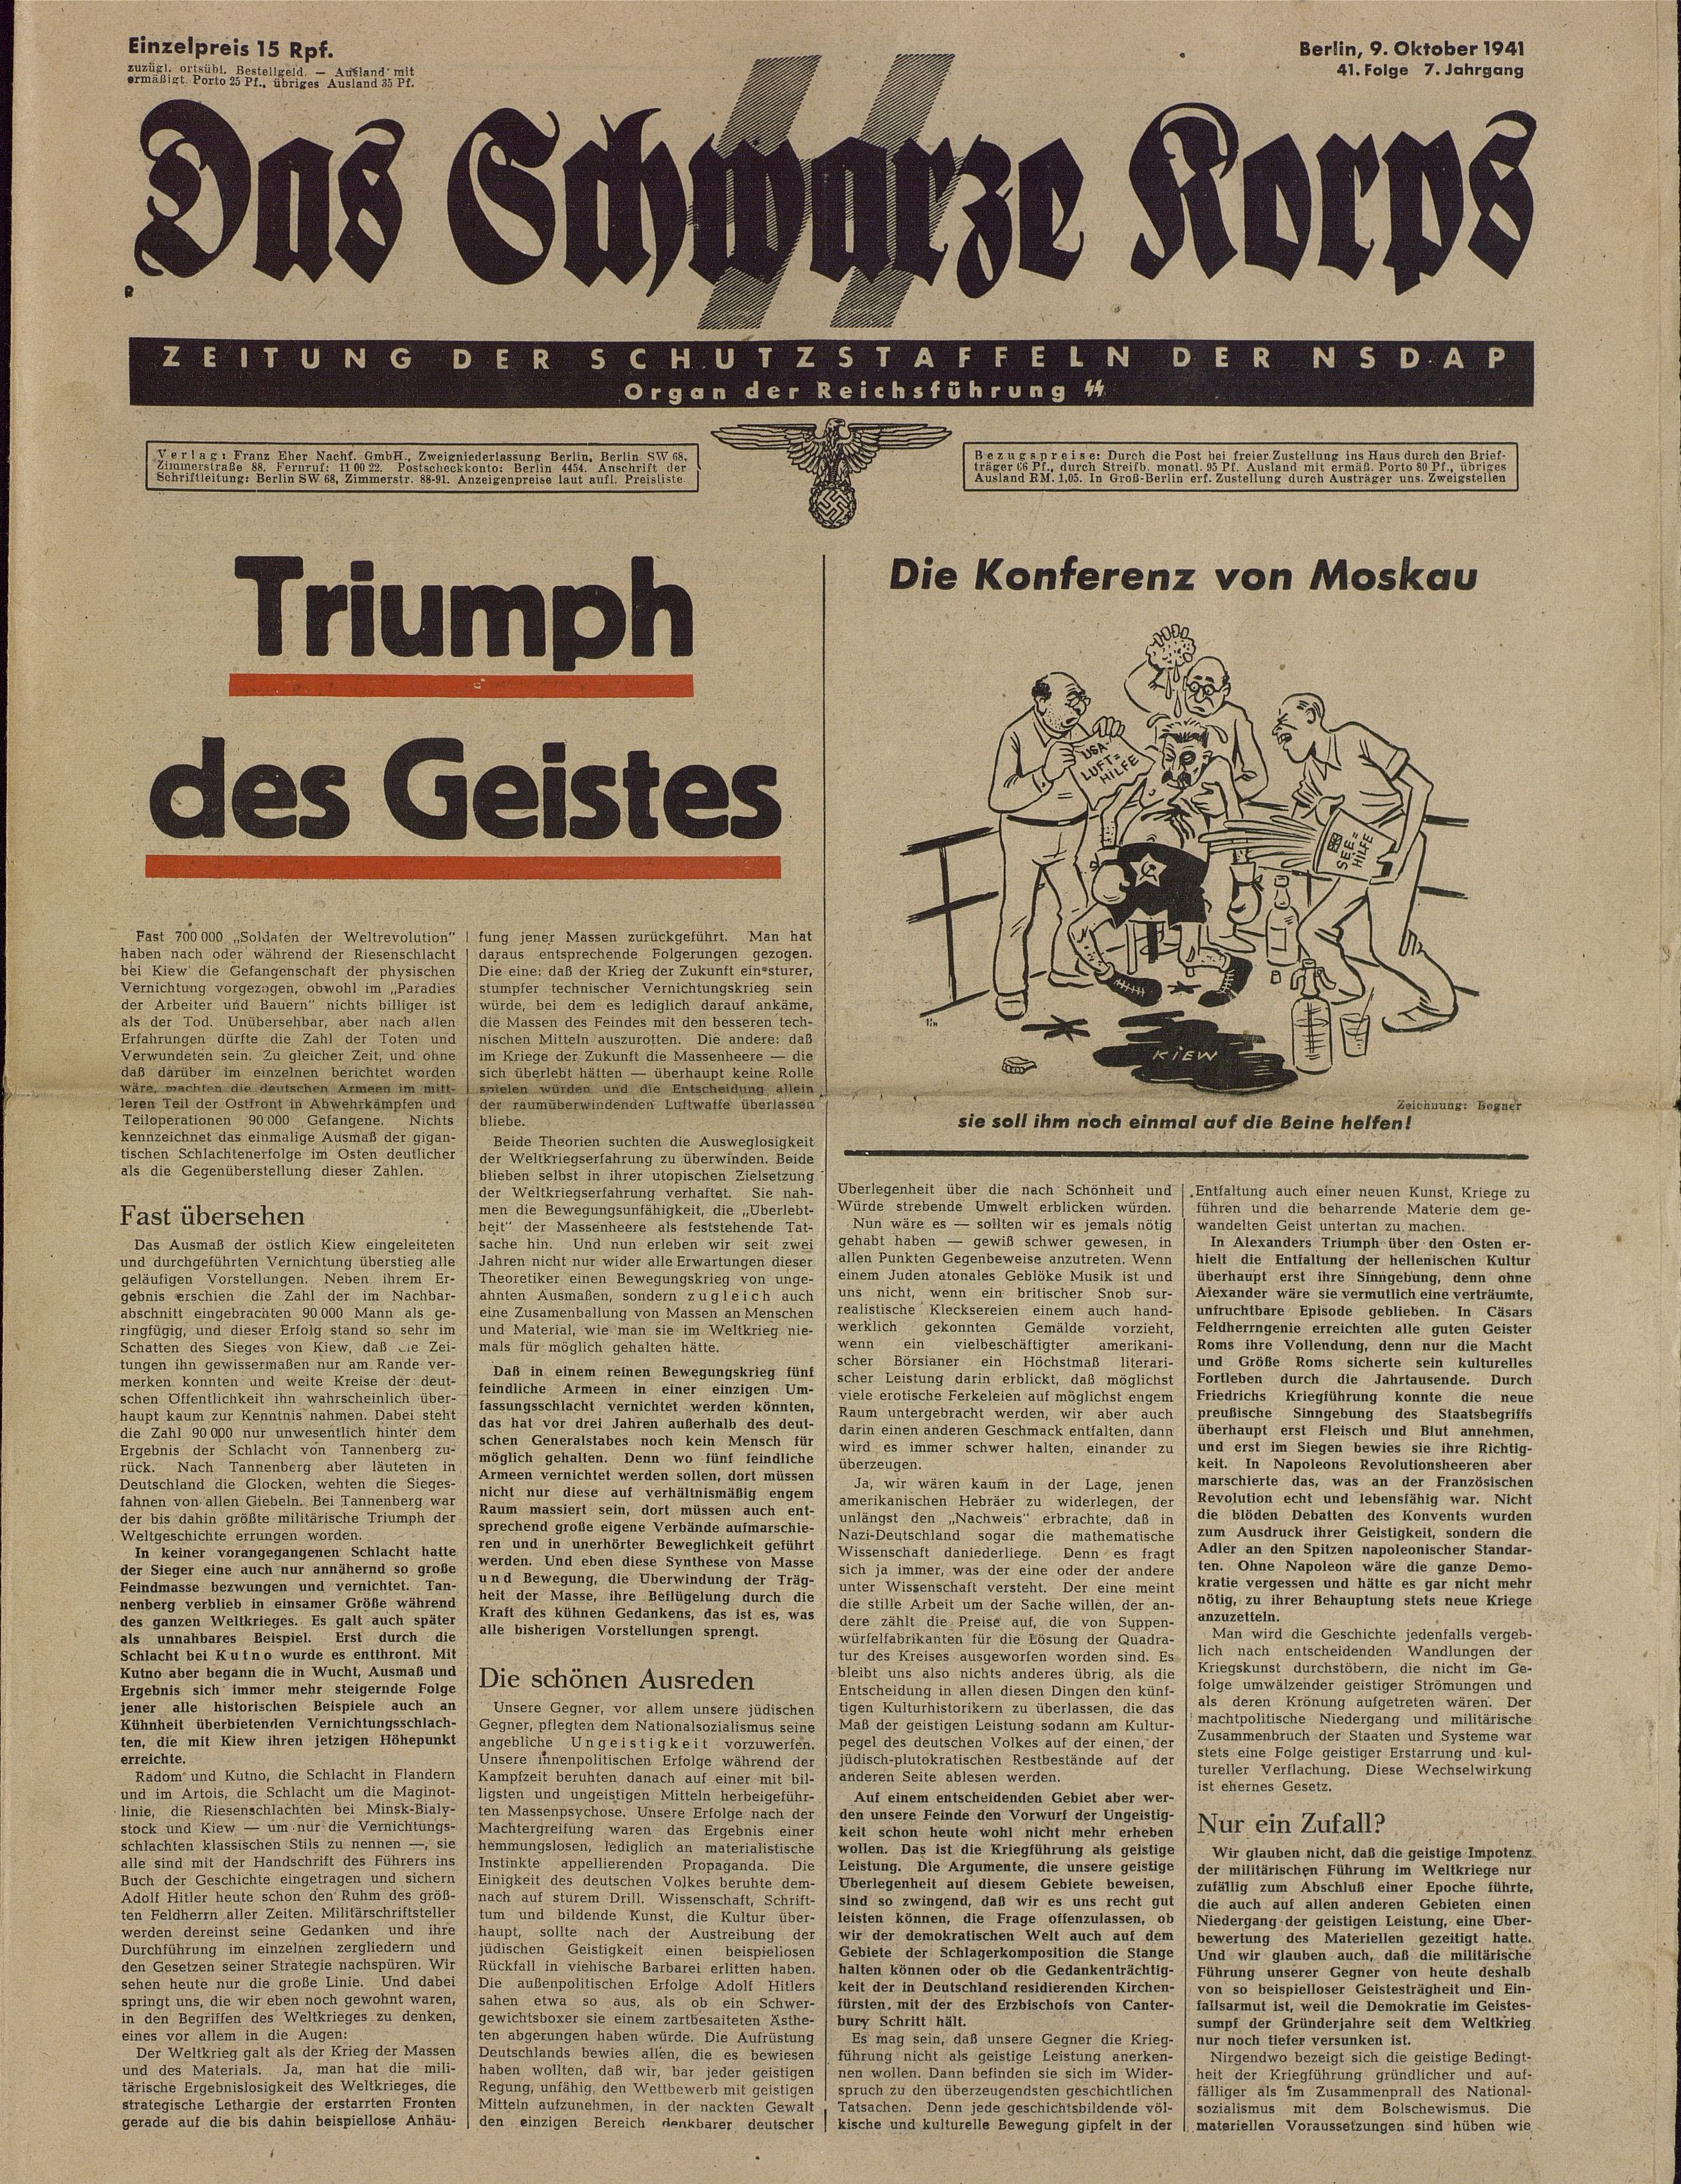 Einzelpreis 15 Rpf.
zuzügl. ortsübl. Bestellgeld. — Ausland mit
ermäßigt. Porto 25 Pf., übriges Ausland 35 Pf.
Berlin, 9. Oktober 1941
41. Folge 7. Jahrgang
Das Schwarze Korps
ZEITUNG DER SCHUTZSTAFFELN DER NSDAP
Organ der Reichsführung SS
Verlag: Franz Eher Nachf. GmbH., Zweigniederlassung Berlin, Berlin SW 68,
Zimmerstraße 88. Fernruf: 11 00 22. Postscheckkonto: Berlin 4454. Anschrift der
Schriftleitung: Berlin SW 68, Zimmerstr. 88-91. Anzeigenpreise laut aufl. Preisliste
Bezugspreise: Durch die Post bei freier Zustellung ins Haus durch den Brief-
träger 66 Pf., durch Streifb. monatl. 95 Pf. Ausland mit ermäß. Porto 80 Pf., übriges
Ausland RM. 1,05. In Groß-Berlin erf. Zustellung durch Austräger uns. Zweigstellen
Triumph
des Geistes
Fast 700 000 „Soldaten der Weltrevolution"
haben nach oder während der Riesenschlacht
bei Kiew die Gefangenschaft der physischen
Vernichtung vorgezogen, obwohl im „Paradies
der Arbeiter und Bauern" nichts billiger ist
als der Tod. Unübersehbar, aber nach allen
Erfahrungen dürfte die Zahl der Toten und
Verwundeten sein. Zu gleicher Zeit, und ohne
daß darüber im einzelnen berichtet worden
wäre, machten die deutschen Armeen im mitt-
leren Teil der Ostfront in Abwehrkämpfen und
Teiloperationen 90 000 Gefangene. Nichts
kennzeichnet das einmalige Ausmaß der gigan-
tischen Schlachtenerfolge im Osten deutlicher
als die Gegenüberstellung dieser Zahlen.
Fast übersehen
Das Ausmaß der östlich Kiew eingeleiteten
und durchgeführten Vernichtung überstieg alle
geläufigen Vorstellungen. Neben ihrem Er-
gebnis erschien die Zahl der im Nachbar-
abschnitt eingebrachten 90 000 Mann als ge-
ringfügig, und dieser Erfolg stand so sehr im
Schatten des Sieges von Kiew, daß die Zei-
tungen ihn gewissermaßen nur am Rande ver-
merken konnten und weite Kreise der deut-
schen Öffentlichkeit ihn wahrscheinlich über-
haupt kaum zur Kenntnis nahmen. Dabei steht
die Zahl 90 000 nur unwesentlich hinter dem
Ergebnis der Schlacht von Tannenberg zu-
rück. Nach Tannenberg aber läuteten in
Deutschland die Glocken, wehten die Sieges-
fahnen von allen Giebeln. Bei Tannenberg war
der bis dahin größte militärische Triumph der
Weltgeschichte errungen worden.
In keiner vorangegangenen Schlacht hatte
der Sieger eine auch nur annähernd so große
Feindmasse bezwungen und vernichtet. Tan-
nenberg verblieb in einsamer Größe während
des ganzen Weltkrieges. Es galt auch später
als unnahbares Beispiel. Erst durch die
Schlacht bei Kutno wurde es entthront. Mit
Kutno aber begann die in Wucht, Ausmaß und
Ergebnis sich immer mehr steigernde Folge
jener alle historischen Beispiele auch an
Kühnheit überbietenden Vernichtungsschlach-
ten, die mit Kiew ihren jetzigen Höhepunkt
erreichte.
Radom und Kutno, die Schlacht in Flandern
und im Artois, die Schlacht um die Maginot-
linie, die Riesenschlachten bei Minsk-Bialy-
stock und Kiew — um nur die Vernichtungs-
schlachten klassischen Stils zu nennen —, sie
alle sind mit der Handschrift des Führers ins
Buch der Geschichte eingetragen und sichern
Adolf Hitler heute schon den Ruhm des größ-
ten Feldherrn aller Zeiten. Militärschriftsteller
werden dereinst seine Gedanken und ihre
Durchführung im einzelnen zergliedern und
den Gesetzen seiner Strategie nachspüren. Wir
sehen heute nur die große Linie. Und dabei
springt uns, die wir eben noch gewohnt waren,
in den Begriffen des Weltkrieges zu denken,
eines vor allem in die Augen:
Der Weltkrieg galt als der Krieg der Massen
und des Materials. Ja, man hat die mili-
tärische Ergebnislosigkeit des Weltkrieges, die
strategische Lethargie der erstarrten Fronten
gerade auf die bis dahin beispiellose Anhäu-
fung jener Massen zurückgeführt. Man hat
daraus entsprechende Folgerungen gezogen.
Die eine: daß der Krieg der Zukunft ein sturer,
stumpfer technischer Vernichtungskrieg sein
würde, bei dem es lediglich darauf ankäme,
die Massen des Feindes mit den besseren tech-
nischen Mitteln auszurotten. Die andere: daß
im Kriege der Zukunft die Massenheere — die
sich überlebt hätten — überhaupt keine Rolle
spielen würden und die Entscheidung allein
der raumüberwindenden Luftwaffe überlassen
bliebe.
Beide Theorien suchten die Ausweglosigkeit
der Weltkriegserfahrung zu überwinden. Beide
blieben selbst in ihrer utopischen Zielsetzung
der Weltkriegserfahrung verhaftet. Sie nah-
men die Bewegungsunfähigkeit, die „Überlebt-
heit" der Massenheere als feststehende Tat-
sache hin. Und nun erleben wir seit zwei
Jahren nicht nur wider alle Erwartungen dieser
Theoretiker einen Bewegungskrieg von unge-
ahnten Ausmaßen, sondern zugleich auch
eine Zusamenballung von Massen an Menschen
und Material, wie man sie im Weltkrieg nie-
mals für möglich gehalten hätte.
Daß in einem reinen Bewegungskrieg fünf
feindliche Armeen in einer einzigen Um-
fassungsschlacht vernichtet werden könnten,
das hat vor drei Jahren außerhalb des deut-
schen Generalstabes noch kein Mensch für
möglich gehalten. Denn wo fünf feindliche
Armeen vernichtet werden sollen, dort müssen
nicht nur diese auf verhältnismäßig engem
Raum massiert sein, dort müssen auch ent-
sprechend große eigene Verbände aufmarschie-
ren und in unerhörter Beweglichkeit geführt
werden. Und eben diese Synthese von Masse
und Bewegung, die Überwindung der Träg-
heit der Masse, ihre Beflügelung durch die
Kraft des kühnen Gedankens, das ist es, was
alle bisherigen Vorstellungen sprengt.
Die schönen Ausreden
Unsere Gegner, vor allem unsere jüdischen
Gegner, pflegten dem Nationalsozialismus seine
angebliche Ungeistigkeit vorzuwerfen.
Unsere innenpolitischen Erfolge während der
Kampfzeit beruhten danach auf einer mit bil-
ligsten und ungeistigen Mitteln herbeigeführ-
ten Massenpsychose. Unsere Erfolge nach der
Machtergreifung waren das Ergebnis einer
hemmungslosen, lediglich an materialistische
Instinkte appellierenden Propaganda. Die
Einigkeit des deutschen Volkes beruhte dem-
nach auf sturem Drill. Wissenschaft, Schrift-
tum und bildende Kunst, die Kultur über-
haupt, sollte nach der Austreibung der
jüdischen Geistigkeit einen beispiellosen
Rückfall in viehische Barbarei erlitten haben.
Die außenpolitischen Erfolge Adolf Hitlers
sahen etwa so aus, als ob ein Schwer-
gewichtsboxer sie einem zartbesaiteten Ästhe-
ten abgerungen haben würde. Die Aufrüstung
Deutschlands bewies allen, die es bewiesen
haben wollten, daß wir, bar jeder geistigen
Regung, unfähig, den Wettbewerb mit geistigen
Mitteln aufzunehmen, in der nackten Gewalt
den einzigen Bereich denkbarer deutscher
Die Konferenz von Moskau
USA-
LUFT=
HILFE
SEE=
HILFE
lin
KIEW
Zeichnung: Bogner
sie soll ihm noch einmal auf die Beine helfen!
Überlegenheit über die nach Schönheit und
Würde strebende Umwelt erblicken würden.
Nun wäre es — sollten wir es jemals nötig
gehabt haben — gewiß schwer gewesen, in
allen Punkten Gegenbeweise anzutreten. Wenn
einem Juden atonales Geblöke Musik ist und
uns nicht, wenn ein britischer Snob sur-
realistische Klecksereien einem auch hand-
werklich gekonnten Gemälde vorzieht,
wenn ein vielbeschäftigter amerikani-
scher Börsianer ein Höchstmaß literari-
scher Leistung darin erblickt, daß möglichst
viele erotische Ferkeleien auf möglichst engem
Raum untergebracht werden, wir aber auch
darin einen anderen Geschmack entfalten, dann
wird es immer schwer halten, einander zu
überzeugen.
Ja, wir wären kaum in der Lage, jenen
amerikanischen Hebräer zu widerlegen, der
unlängst den „Nachweis" erbrachte, daß in
Nazi-Deutschland sogar die mathematische
Wissenschaft daniederliege. Denn es fragt
sich ja immer, was der eine oder der andere
unter Wissenschaft versteht. Der eine meint
die stille Arbeit um der Sache willen, der an-
dere zählt die Preise auf, die von Suppen-
würfelfabrikanten für die Lösung der Quadra-
tur des Kreises ausgeworfen worden sind. Es
bleibt uns also nichts anderes übrig, als die
Entscheidung in allen diesen Dingen den künf-
tigen Kulturhistorikern zu überlassen, die das
Maß der geistigen Leistung sodann am Kultur-
pegel des deutschen Volkes auf der einen, der
jüdisch-plutokratischen Restbestände auf der
anderen Seite ablesen werden.
Auf einem entscheidenden Gebiet aber wer-
den unsere Feinde den Vorwurf der Ungeistig-
keit schon heute wohl nicht mehr erheben
wollen. Das ist die Kriegführung als geistige
Leistung. Die Argumente, die unsere geistige
Überlegenheit auf diesem Gebiete beweisen,
sind so zwingend, daß wir es uns recht gut
leisten können, die Frage offenzulassen, ob
wir der demokratischen Welt auch auf dem
Gebiete der Schlagerkomposition die Stange
halten können oder ob die Gedankenträchtig-
keit der in Deutschland residierenden Kirchen-
fürsten mit der des Erzbischofs von Canter-
bury Schritt hält.
Es mag sein, daß unsere Gegner die Krieg-
führung nicht als geistige Leistung anerken-
nen wollen. Dann befinden sie sich im Wider-
spruch zu den überzeugendsten geschichtlichen
Tatsachen. Denn jede geschichtsbildende völ-
kische und kulturelle Bewegung gipfelt in der
Entfaltung auch einer neuen Kunst, Kriege zu
führen und die beharrende Materie dem ge-
wandelten Geist untertan zu machen.
In Alexanders Triumph über den Osten er-
hielt die Entfaltung der hellenischen Kultur
überhaupt erst ihre Sinngebung, denn ohne
Alexander wäre sie vermutlich eine verträumte,
unfruchtbare Episode geblieben. In Cäsars
Feldherrngenie erreichten alle guten Geister
Roms ihre Vollendung, denn nur die Macht
und Größe Roms sicherte sein kulturelles
Fortleben durch die Jahrtausende. Durch
Friedrichs Kriegführung konnte die neue
preußische Sinngebung des Staatsbegriffs
überhaupt erst Fleisch und Blut annehmen,
und erst im Siegen bewies sie ihre Richtig-
keit. In Napoleons Revolutionsheeren aber
marschierte das, was an der Französischen
Revolution echt und lebensfähig war. Nicht
die blöden Debatten des Konvents wurden
zum Ausdruck ihrer Geistigkeit, sondern die
Adler an den Spitzen napoleonischer Standar-
ten. Ohne Napoleon wäre die ganze Demo-
kratie vergessen und hätte es gar nicht mehr
nötig, zu ihrer Behauptung stets neue Kriege
anzuzetteln.
Man wird die Geschichte jedenfalls vergeb-
lich nach entscheidenden Wandlungen der
Kriegskunst durchstöbern, die nicht im Ge-
folge umwälzender geistiger Strömungen und
als deren Krönung aufgetreten wären. Der
machtpolitische Niedergang und militärische
Zusammenbruch der Staaten und Systeme war
stets eine Folge geistiger Erstarrung und kul-
tureller Verflachung. Diese Wechselwirkung
ist ehernes Gesetz.
Nur ein Zufall?
Wir glauben nicht, daß die geistige Impotenz
der militärischen Führung im Weltkriege nur
zufällig zum Abschluß einer Epoche führte,
die auch auf allen anderen Gebieten einen
Niedergang der geistigen Leistung, eine Über-
bewertung des Materiellen gezeitigt hatte.
Und wir glauben auch, daß die militärische
Führung unserer Gegner von heute deshalb
von so beispielloser Geistesträgheit und Ein-
fallsarmut ist, weil die Demokratie im Geistes-
sumpf der Gründerjahre seit dem Weltkrieg
nur noch tiefer versunken ist.
Nirgendwo bezeigt sich die geistige Bedingt-
heit der Kriegführung gründlicher und auf-
fälliger als im Zusammenprall des National-
sozialismus mit dem Bolschewismus. Die
materiellen Voraussetzungen sind hüben wie